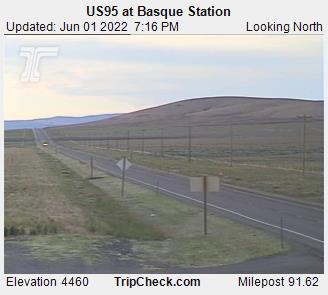 US95 at Basque Station
Updated: Jun 01 2022 7:16 PM Looking North
Elevation 4460 TripCheck.com Milepost 91.62